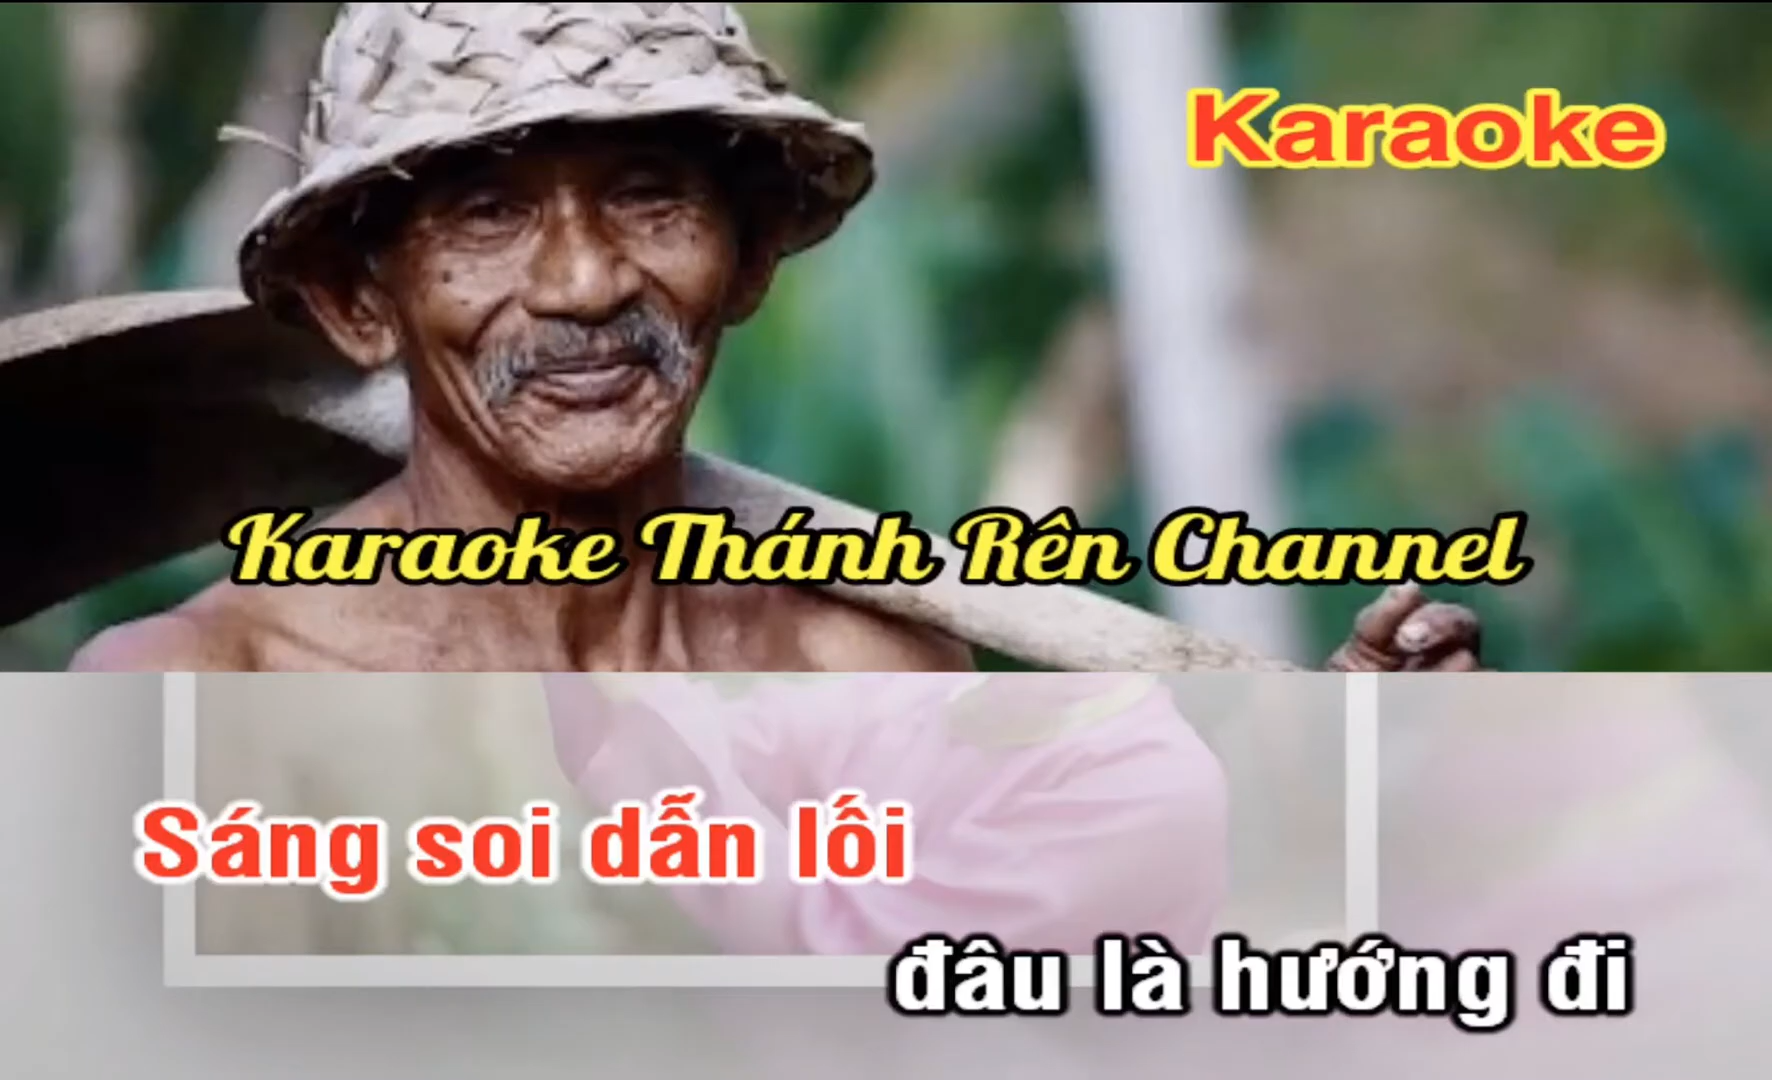 Karaoke
Karaoke Thánh Rên Channel
Sáng soi dẫn lối
đâu là hướng đi